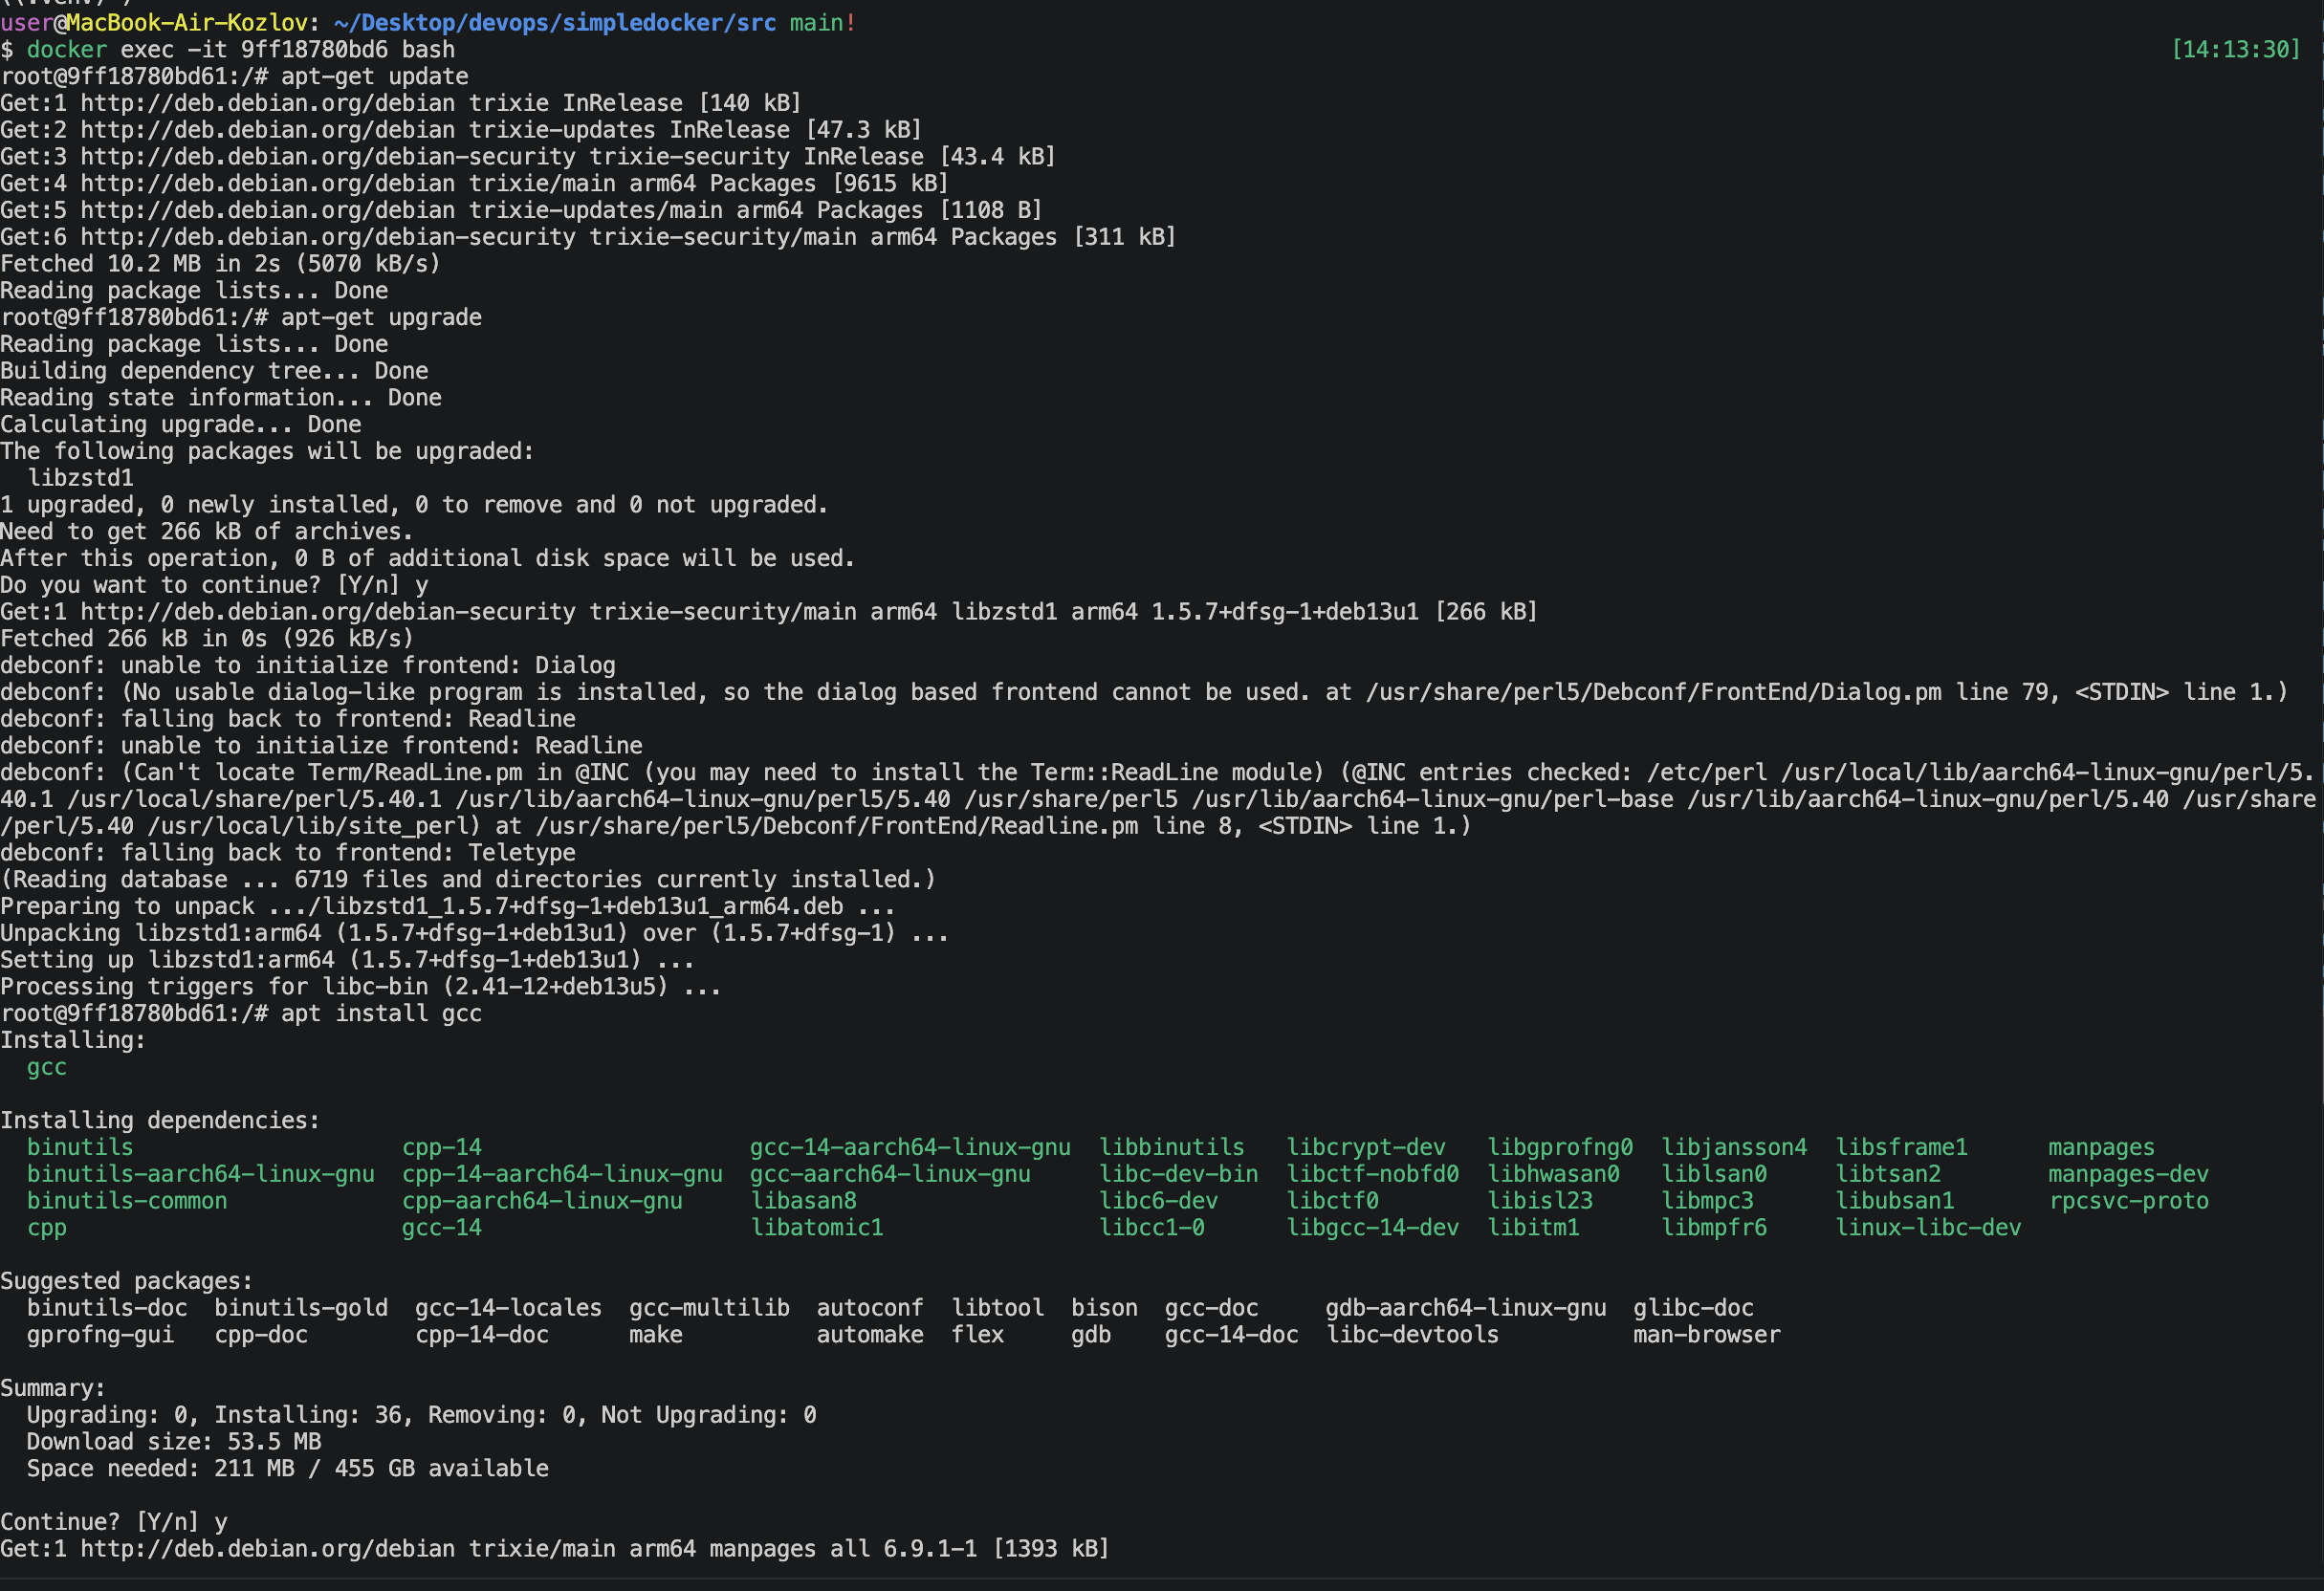 ((.venv) )
user@MacBook-Air-Kozlov: ~/Desktop/devops/simpledocker/src main!
$ docker exec -it 9ff18780bd6 bash [14:13:30]
root@9ff18780bd61:/# apt-get update
Get:1 http://deb.debian.org/debian trixie InRelease [140 kB]
Get:2 http://deb.debian.org/debian trixie-updates InRelease [47.3 kB]
Get:3 http://deb.debian.org/debian-security trixie-security InRelease [43.4 kB]
Get:4 http://deb.debian.org/debian trixie/main arm64 Packages [9615 kB]
Get:5 http://deb.debian.org/debian trixie-updates/main arm64 Packages [1108 B]
Get:6 http://deb.debian.org/debian-security trixie-security/main arm64 Packages [311 kB]
Fetched 10.2 MB in 2s (5070 kB/s)
Reading package lists... Done
root@9ff18780bd61:/# apt-get upgrade
Reading package lists... Done
Building dependency tree... Done
Reading state information... Done
Calculating upgrade... Done
The following packages will be upgraded:
  libzstd1
1 upgraded, 0 newly installed, 0 to remove and 0 not upgraded.
Need to get 266 kB of archives.
After this operation, 0 B of additional disk space will be used.
Do you want to continue? [Y/n] y
Get:1 http://deb.debian.org/debian-security trixie-security/main arm64 libzstd1 arm64 1.5.7+dfsg-1+deb13u1 [266 kB]
Fetched 266 kB in 0s (926 kB/s)
debconf: unable to initialize frontend: Dialog
debconf: (No usable dialog-like program is installed, so the dialog based frontend cannot be used. at /usr/share/perl5/Debconf/FrontEnd/Dialog.pm line 79, <STDIN> line 1.)
debconf: falling back to frontend: Readline
debconf: unable to initialize frontend: Readline
debconf: (Can't locate Term/ReadLine.pm in @INC (you may need to install the Term::ReadLine module) (@INC entries checked: /etc/perl /usr/local/lib/aarch64-linux-gnu/perl/5.
40.1 /usr/local/share/perl/5.40.1 /usr/lib/aarch64-linux-gnu/perl5/5.40 /usr/share/perl5 /usr/lib/aarch64-linux-gnu/perl-base /usr/lib/aarch64-linux-gnu/perl/5.40 /usr/share
/perl/5.40 /usr/local/lib/site_perl) at /usr/share/perl5/Debconf/FrontEnd/Readline.pm line 8, <STDIN> line 1.)
debconf: falling back to frontend: Teletype
(Reading database ... 6719 files and directories currently installed.)
Preparing to unpack .../libzstd1_1.5.7+dfsg-1+deb13u1_arm64.deb ...
Unpacking libzstd1:arm64 (1.5.7+dfsg-1+deb13u1) over (1.5.7+dfsg-1) ...
Setting up libzstd1:arm64 (1.5.7+dfsg-1+deb13u1) ...
Processing triggers for libc-bin (2.41-12+deb13u5) ...
root@9ff18780bd61:/# apt install gcc
Installing:
  gcc

Installing dependencies:
  binutils cpp-14 gcc-14-aarch64-linux-gnu libbinutils libcrypt-dev libgprofng0 libjansson4 libsframe1 manpages
  binutils-aarch64-linux-gnu cpp-14-aarch64-linux-gnu gcc-aarch64-linux-gnu libc-dev-bin libctf-nobfd0 libhwasan0 liblsan0 libtsan2 manpages-dev
  binutils-common cpp-aarch64-linux-gnu libasan8 libc6-dev libctf0 libisl23 libmpc3 libubsan1 rpcsvc-proto
  cpp gcc-14 libatomic1 libcc1-0 libgcc-14-dev libitm1 libmpfr6 linux-libc-dev

Suggested packages:
  binutils-doc binutils-gold gcc-14-locales gcc-multilib autoconf libtool bison gcc-doc gdb-aarch64-linux-gnu glibc-doc
  gprofng-gui cpp-doc cpp-14-doc make automake flex gdb gcc-14-doc libc-devtools man-browser

Summary:
  Upgrading: 0, Installing: 36, Removing: 0, Not Upgrading: 0
  Download size: 53.5 MB
  Space needed: 211 MB / 455 GB available

Continue? [Y/n] y
Get:1 http://deb.debian.org/debian trixie/main arm64 manpages all 6.9.1-1 [1393 kB]